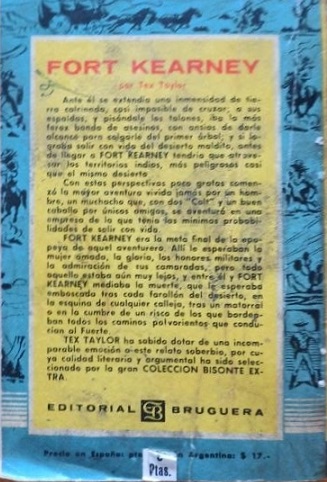 FORT KEARNEY
por Tex Taylor
Ante él se extendía una inmensidad de tie-
rra calcinada, casi imposible de cruzar; a sus
espaldas, y pisándole los talones, iba la más
feroz banda de asesinos, con ansias de darle
alcance para colgarle del primer árbol; y si lo-
graba salir con vida del desierto maldito, antes
de llegar a FORT KEARNEY tendría que atrave-
sar los territorios indios, más peligrosos casi
que el mismo desierto.
Con estas perspectivas poco gratas comen-
zó la mayor aventura vivida jamás por un hom-
bre, un muchacho que, con dos "Colt" y un buen
caballo por únicos amigos, se aventuró en una
empresa de la que tenía las mínimas probabili-
dades de salir con vida.
FORT KEARNEY era la meta final de la epo-
peya de aquel aventurero. Allí le esperaban la
mujer amada, la gloria, los honores militares y
la admiración de sus camaradas, pero todo
aquello estaba aún muy lejos, y entre él y FORT
KEARNEY mediaba la muerte, que le esperaba
emboscada tras cada farallón del desierto, en
la esquina de cualquier calleja, tras un matorral
o en la cumbre de un risco de los que bordea-
ban todos los caminos polvorientos que condu-
cían al Fuerte.
TEX TAYLOR ha sabido dotar de una incom-
parable emoción a este relato soberbio, por cu-
ya calidad literaria y argumental ha sido selec-
cionado por la gran COLECCION BISONTE EX-
TRA.
EDITORIAL GB BRUGUERA
Precio en España: ptas. En Argentina: $ 17.-
Ptas.